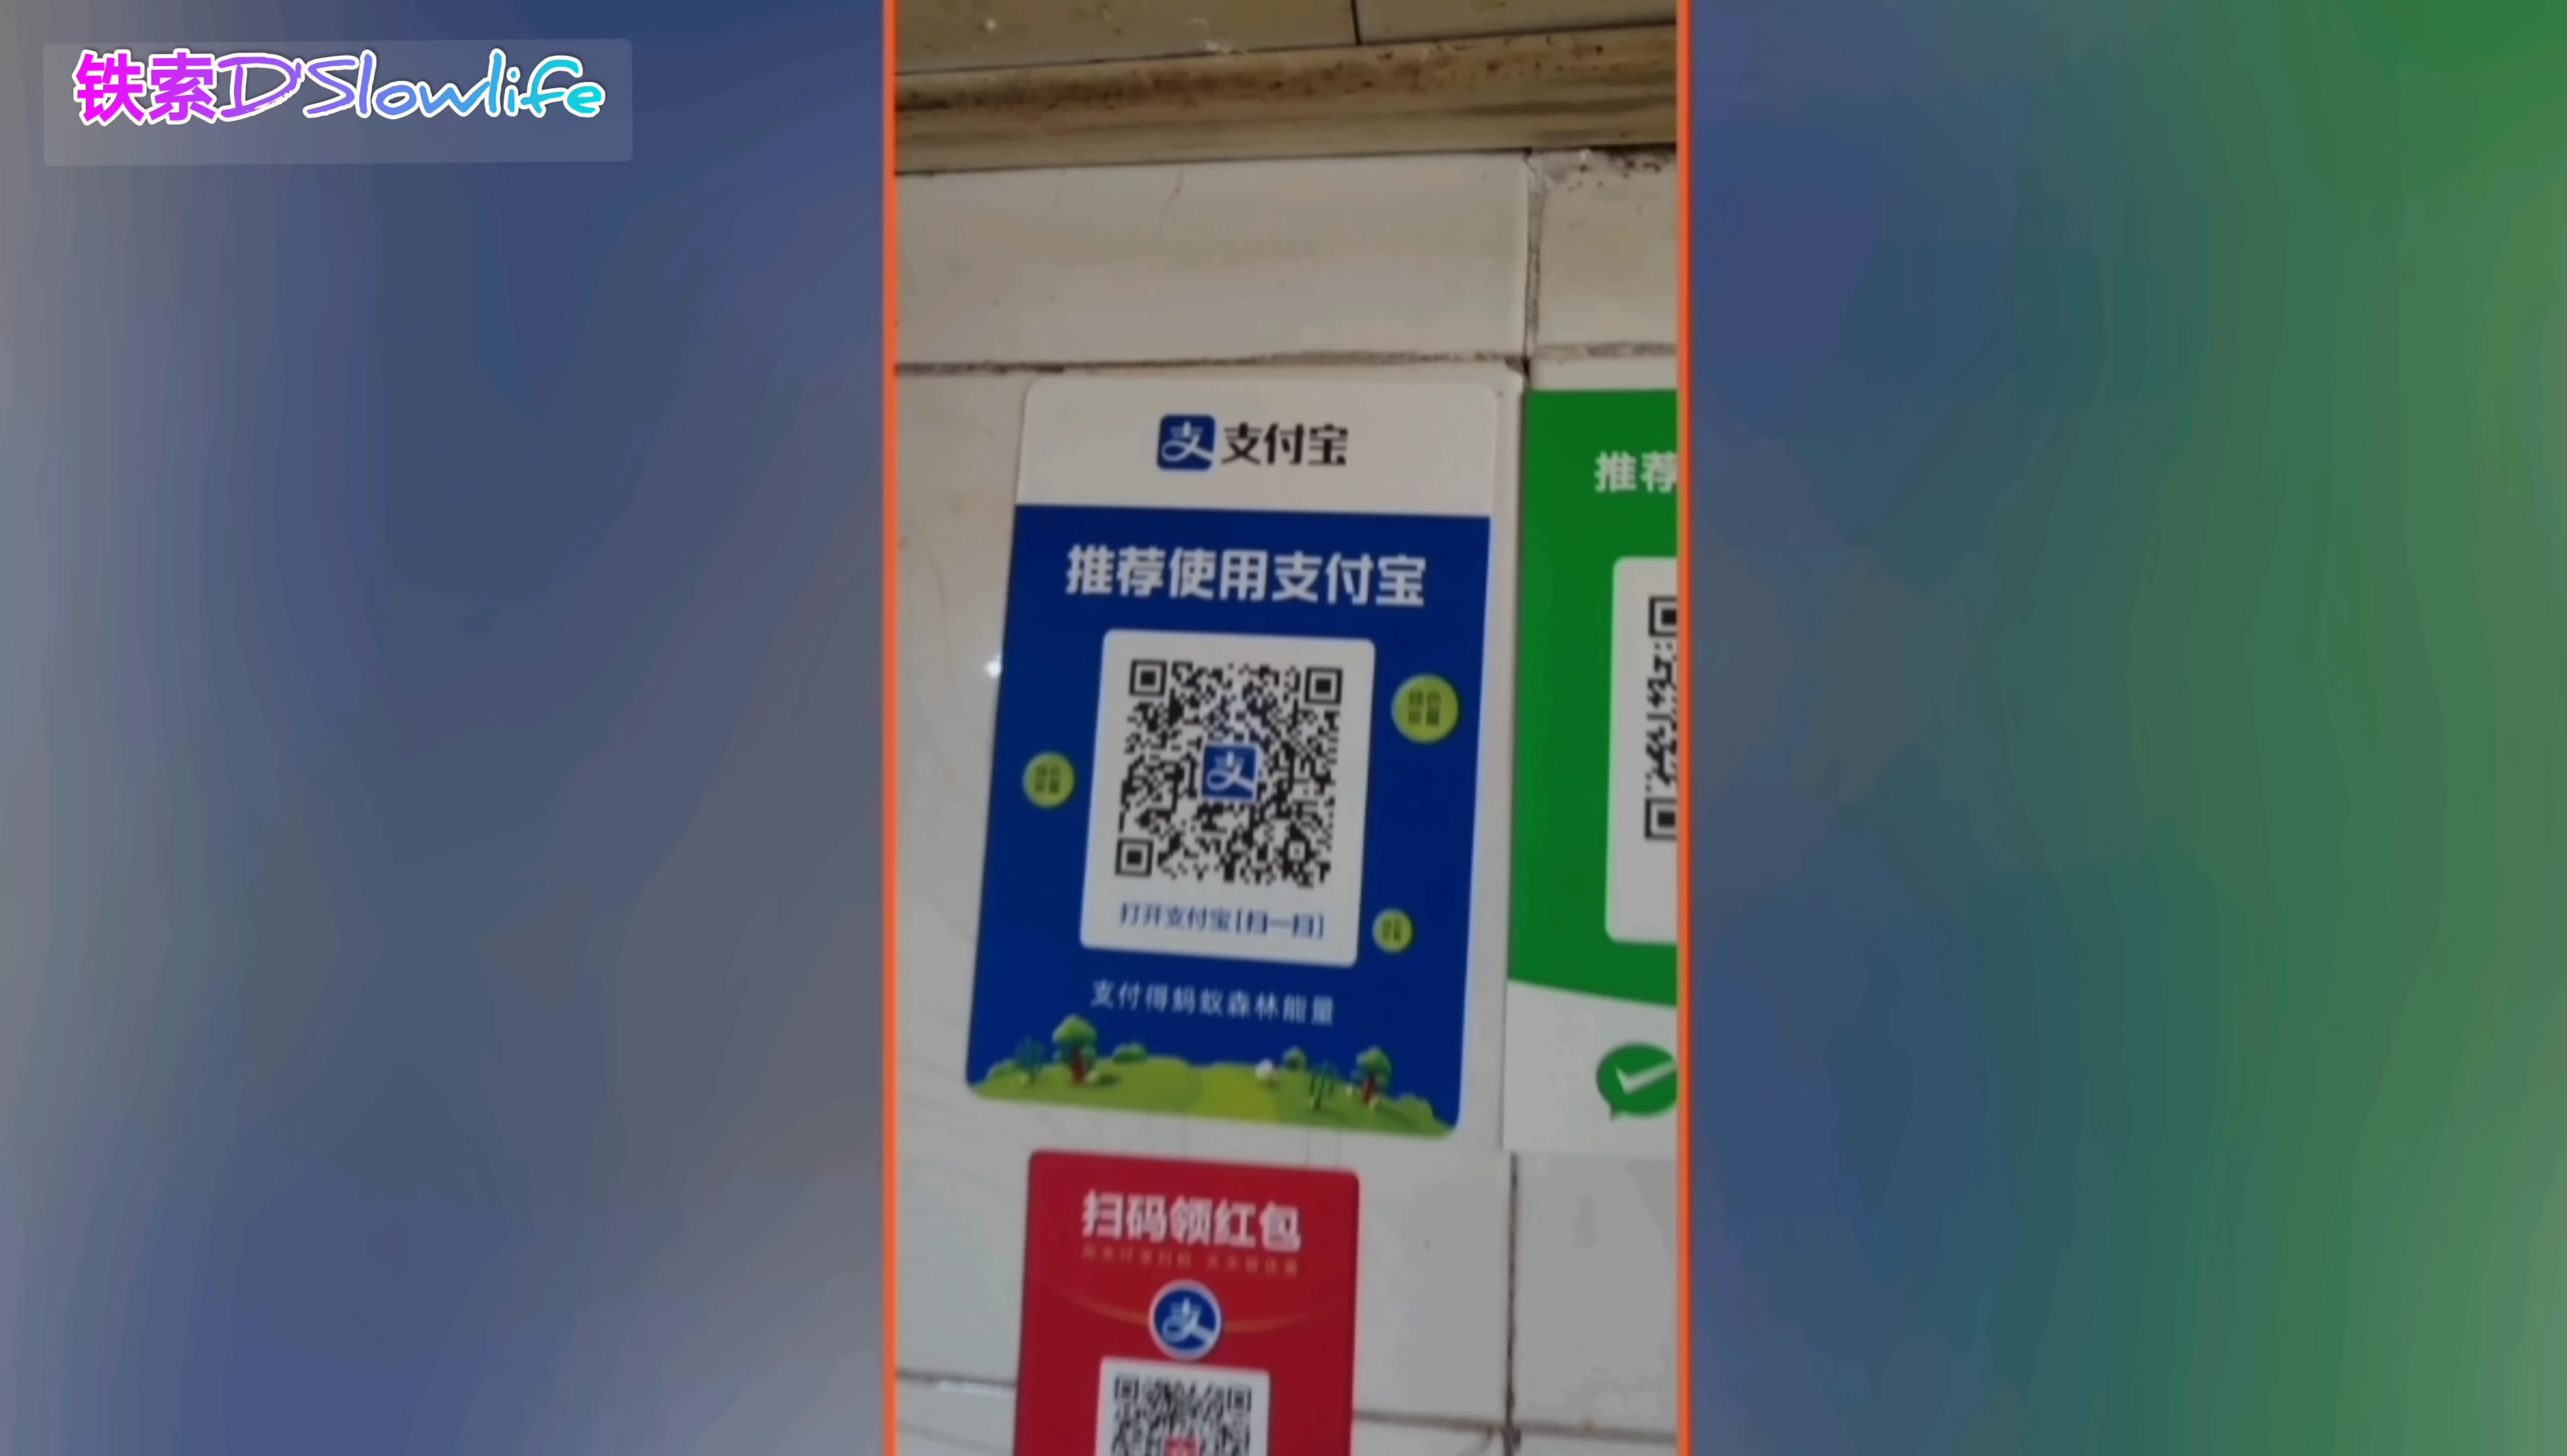 铁索D'Slowlife
支付宝
推荐使用支付宝
打开支付宝[扫一扫]
支付得蚂蚁森林能量
推荐
扫码领红包